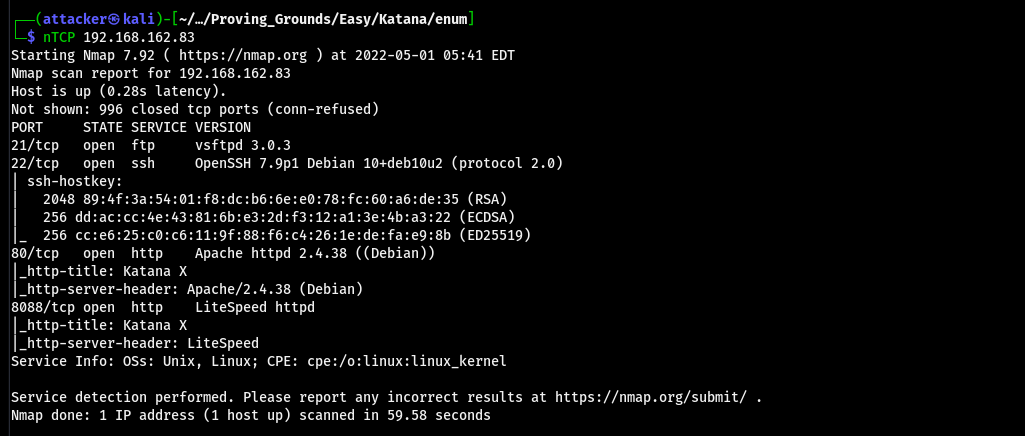 ┌──(attacker㉿kali)-[~/…/Proving_Grounds/Easy/Katana/enum]
└─$ nTCP 192.168.162.83
Starting Nmap 7.92 ( https://nmap.org ) at 2022-05-01 05:41 EDT
Nmap scan report for 192.168.162.83
Host is up (0.28s latency).
Not shown: 996 closed tcp ports (conn-refused)
PORT     STATE SERVICE VERSION
21/tcp   open  ftp     vsftpd 3.0.3
22/tcp   open  ssh     OpenSSH 7.9p1 Debian 10+deb10u2 (protocol 2.0)
| ssh-hostkey:
|   2048 89:4f:3a:54:01:f8:dc:b6:6e:e0:78:fc:60:a6:de:35 (RSA)
|   256 dd:ac:cc:4e:43:81:6b:e3:2d:f3:12:a1:3e:4b:a3:22 (ECDSA)
|_  256 cc:e6:25:c0:c6:11:9f:88:f6:c4:26:1e:de:fa:e9:8b (ED25519)
80/tcp   open  http    Apache httpd 2.4.38 ((Debian))
|_http-title: Katana X
|_http-server-header: Apache/2.4.38 (Debian)
8088/tcp open  http    LiteSpeed httpd
|_http-title: Katana X
|_http-server-header: LiteSpeed
Service Info: OSs: Unix, Linux; CPE: cpe:/o:linux:linux_kernel
Service detection performed. Please report any incorrect results at https://nmap.org/submit/ .
Nmap done: 1 IP address (1 host up) scanned in 59.58 seconds